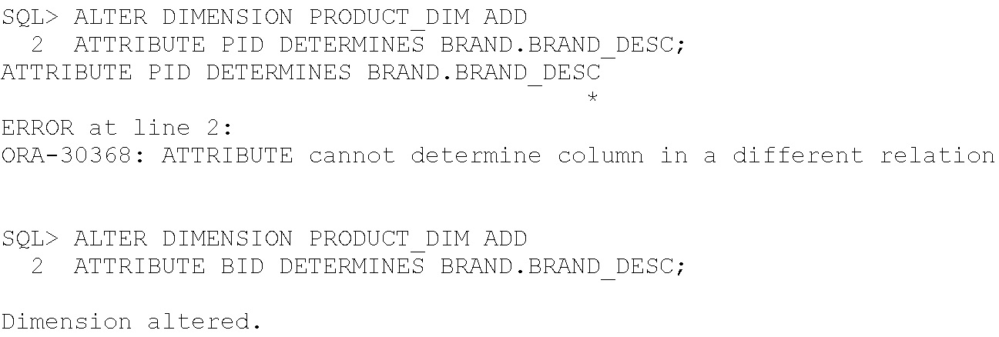 SQL> ALTER DIMENSION PRODUCT_DIM ADD
  2  ATTRIBUTE PID DETERMINES BRAND.BRAND_DESC;
ATTRIBUTE PID DETERMINES BRAND.BRAND_DESC
                                        *
ERROR at line 2:
ORA-30368: ATTRIBUTE cannot determine column in a different relation
SQL> ALTER DIMENSION PRODUCT_DIM ADD
  2  ATTRIBUTE BID DETERMINES BRAND.BRAND_DESC;
Dimension altered.